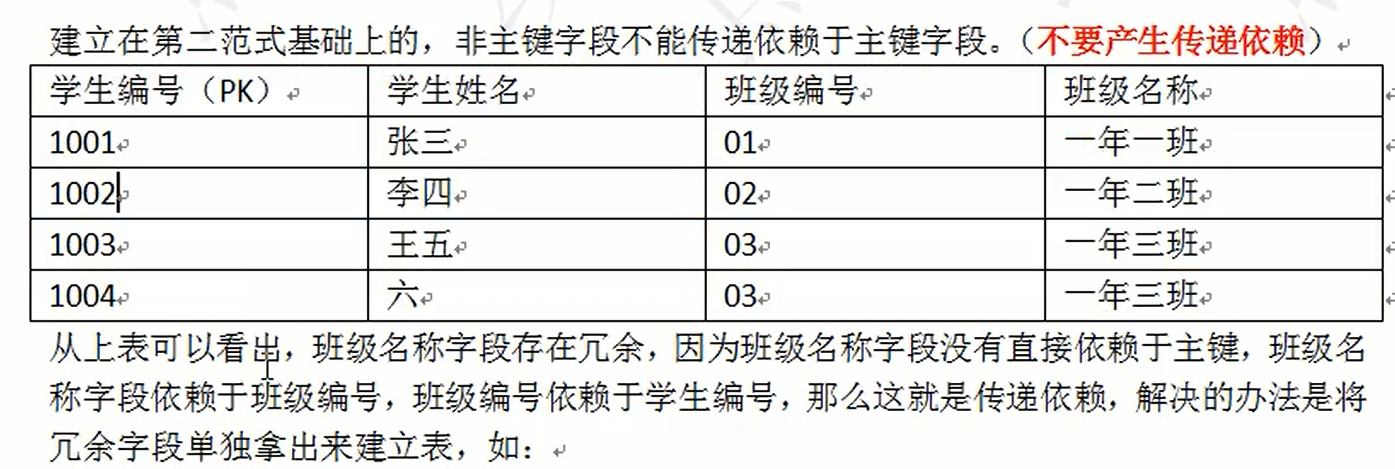 建立在第二范式基础上的，非主键字段不能传递依赖于主键字段。（不要产生传递依赖）
学生编号（PK） 学生姓名 班级编号 班级名称
1001 张三 01 一年一班
1002 李四 02 一年二班
1003 王五 03 一年三班
1004 六 03 一年三班
从上表可以看出，班级名称字段存在冗余，因为班级名称字段没有直接依赖于主键，班级名
称字段依赖于班级编号，班级编号依赖于学生编号，那么这就是传递依赖，解决的办法是将
冗余字段单独拿出来建立表，如：